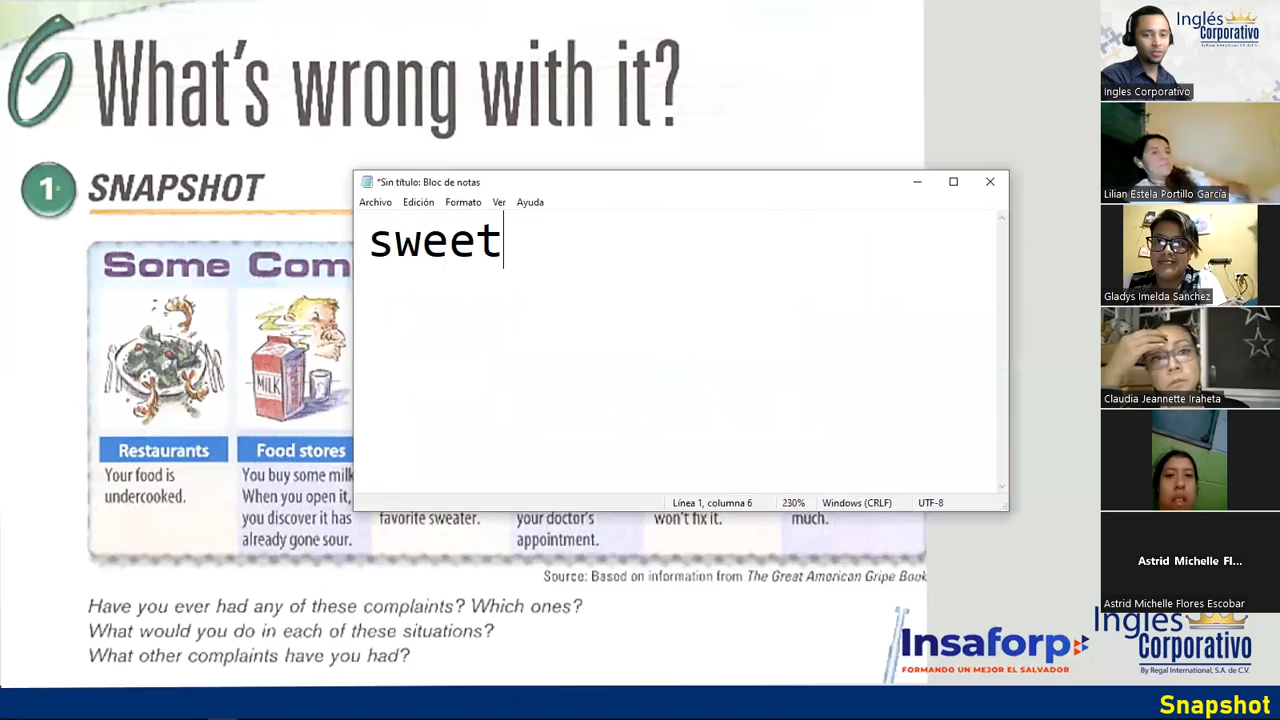 6 What's wrong with it?
1 SNAPSHOT
*Sin título: Bloc de notas
Archivo Edición Formato Ver Ayuda
sweet
Línea 1, columna 6 230% Windows (CRLF) UTF-8
Some Com
MILK
Restaurants
Your food is
undercooked.
Food stores
You buy some milk
When you open it,
you discover it has
already gone sour.
favorite sweater.
your doctor's
appointment.
won't fix it.
much.
Source: Based on information from The Great American Gripe Book
Have you ever had any of these complaints? Which ones?
What would you do in each of these situations?
What other complaints have you had?
Insaforp
FORMANDO UN MEJOR EL SALVADOR
Inglés
Corporativo
By Regal International, S.A. de C.V.
Snapshot
Inglés
Corporativo
Ingles Corporativo
Lilian Estela Portillo García
Gladys Imelda Sanchez
Claudia Jeannette Iraheta
Astrid Michelle Fl...
Astrid Michelle Flores Escobar